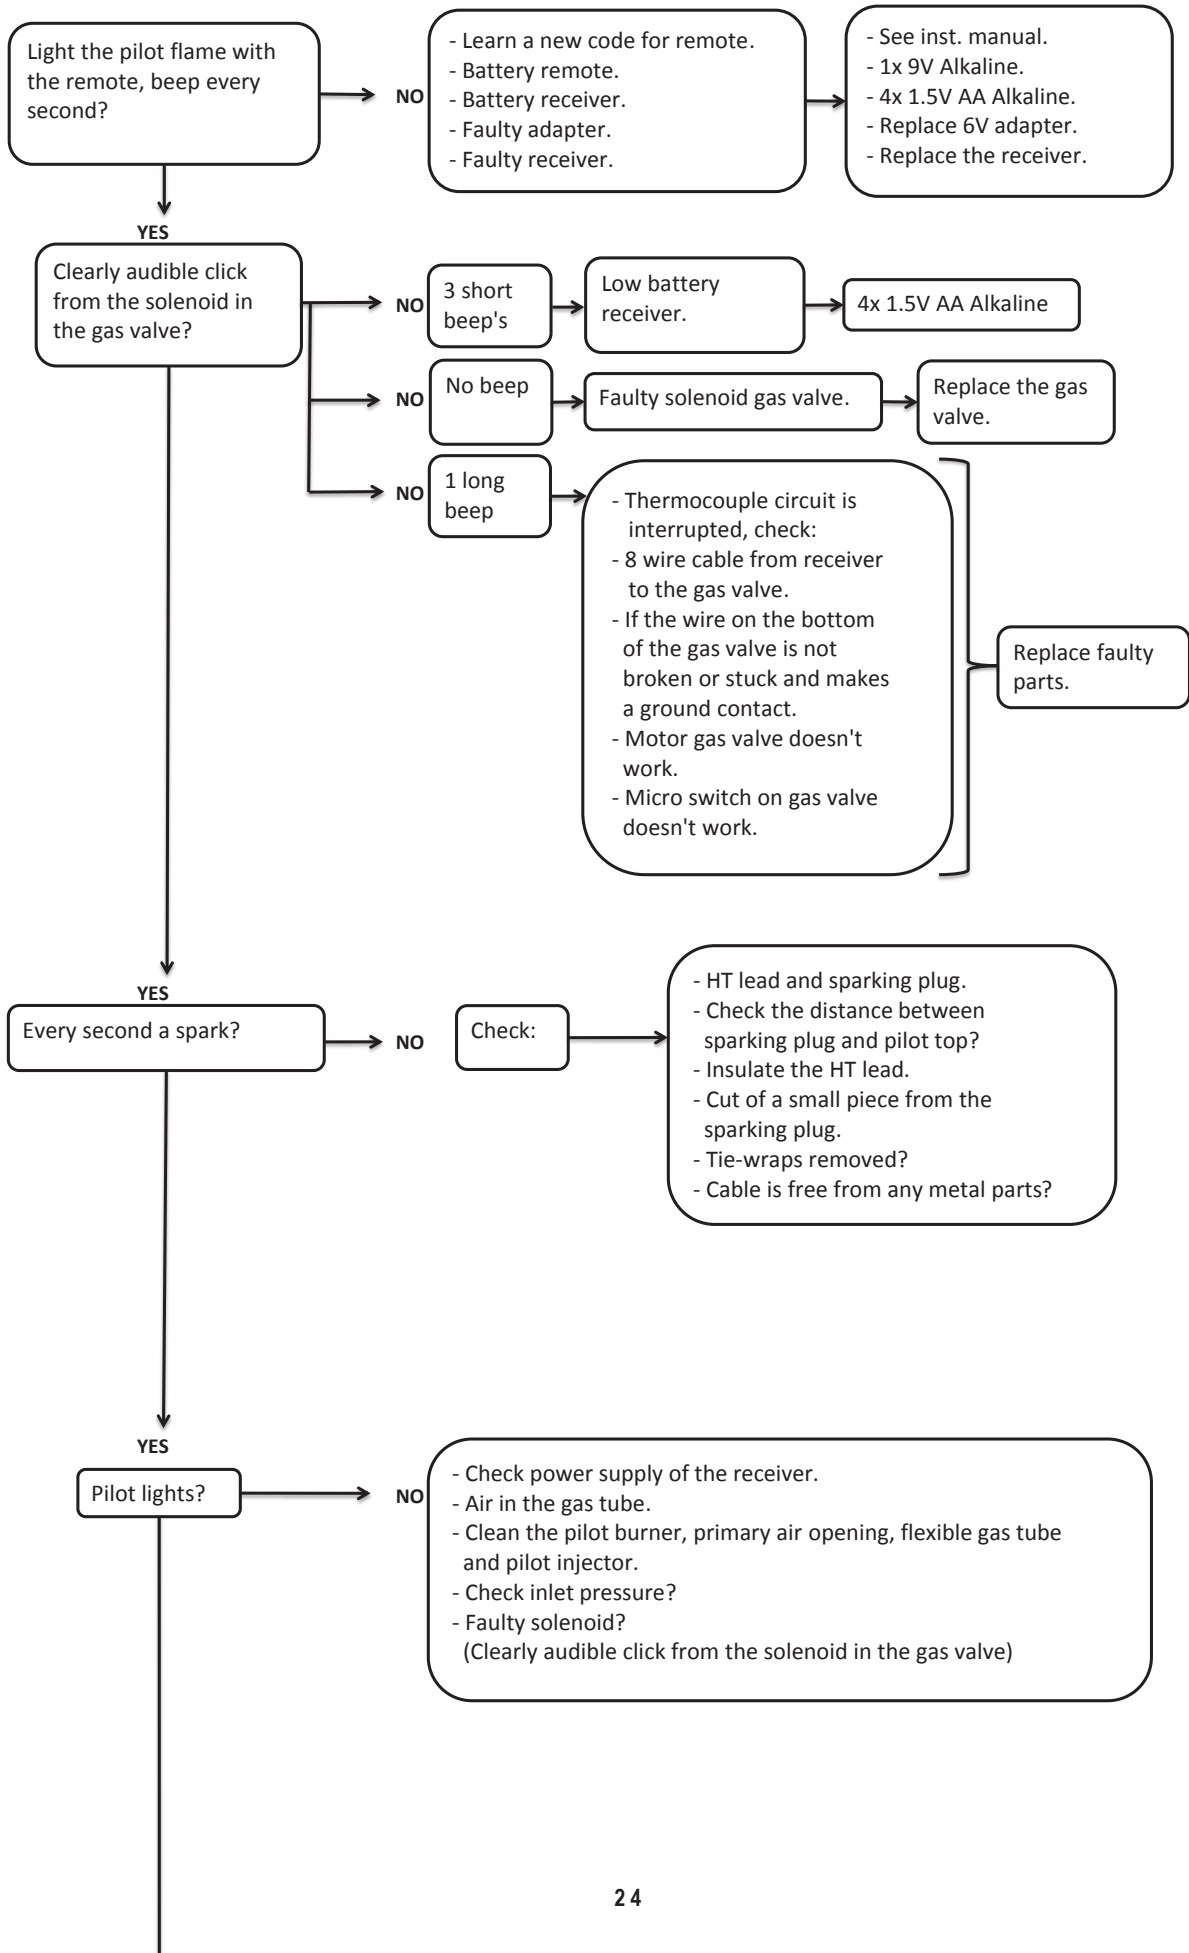 Light the pilot flame with
the remote, beep every
second?
NO
- Learn a new code for remote.
- Battery remote.
- Battery receiver.
- Faulty adapter.
- Faulty receiver.
- See inst. manual.
- 1x 9V Alkaline.
- 4x 1.5V AA Alkaline.
- Replace 6V adapter.
- Replace the receiver.
YES
Clearly audible click
from the solenoid in
the gas valve?
NO
3 short
beep's
Low battery
receiver.
4x 1.5V AA Alkaline
NO
No beep
Faulty solenoid gas valve.
Replace the gas
valve.
NO
1 long
beep
- Thermocouple circuit is
interrupted, check:
- 8 wire cable from receiver
to the gas valve.
- If the wire on the bottom
of the gas valve is not
broken or stuck and makes
a ground contact.
- Motor gas valve doesn't
work.
- Micro switch on gas valve
doesn't work.
Replace faulty
parts.
YES
Every second a spark?
NO
Check:
- HT lead and sparking plug.
- Check the distance between
sparking plug and pilot top?
- Insulate the HT lead.
- Cut of a small piece from the
sparking plug.
- Tie-wraps removed?
- Cable is free from any metal parts?
YES
Pilot lights?
NO
- Check power supply of the receiver.
- Air in the gas tube.
- Clean the pilot burner, primary air opening, flexible gas tube
and pilot injector.
- Check inlet pressure?
- Faulty solenoid?
(Clearly audible click from the solenoid in the gas valve)
24